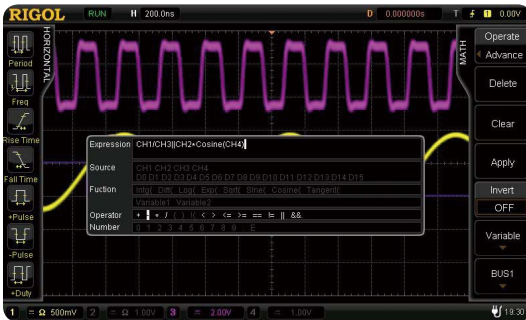 RIGOL RUN H 200.0ns D 0.000000s T 1 0.00V
HORIZONTAL
Period
Freq
Rise Time
Fall Time
+Pulse
-Pulse
+Duty
MATH
Operate
Advance
Delete
Clear
Apply
Invert
OFF
Variable
BUS1
Expression CH1/CH3||CH2*Cosine(CH4)
Source CH1 CH2 CH3 CH4
D0 D1 D2 D3 D4 D5 D6 D7 D8 D9 D10 D11 D12 D13 D14 D15
Fuction Intg( Diff( Log( Exp( Sqrt( Sine( Cosine( Tangent(
Variable1 Variable2
Operator + - * / ( ) !( < > <= >= == != || &&
Number 0 1 2 3 4 5 6 7 8 9 . E
1 = Ω 500mV 2 = Ω 1.00V 3 = 2.00V 4 = 1.00V 19:30